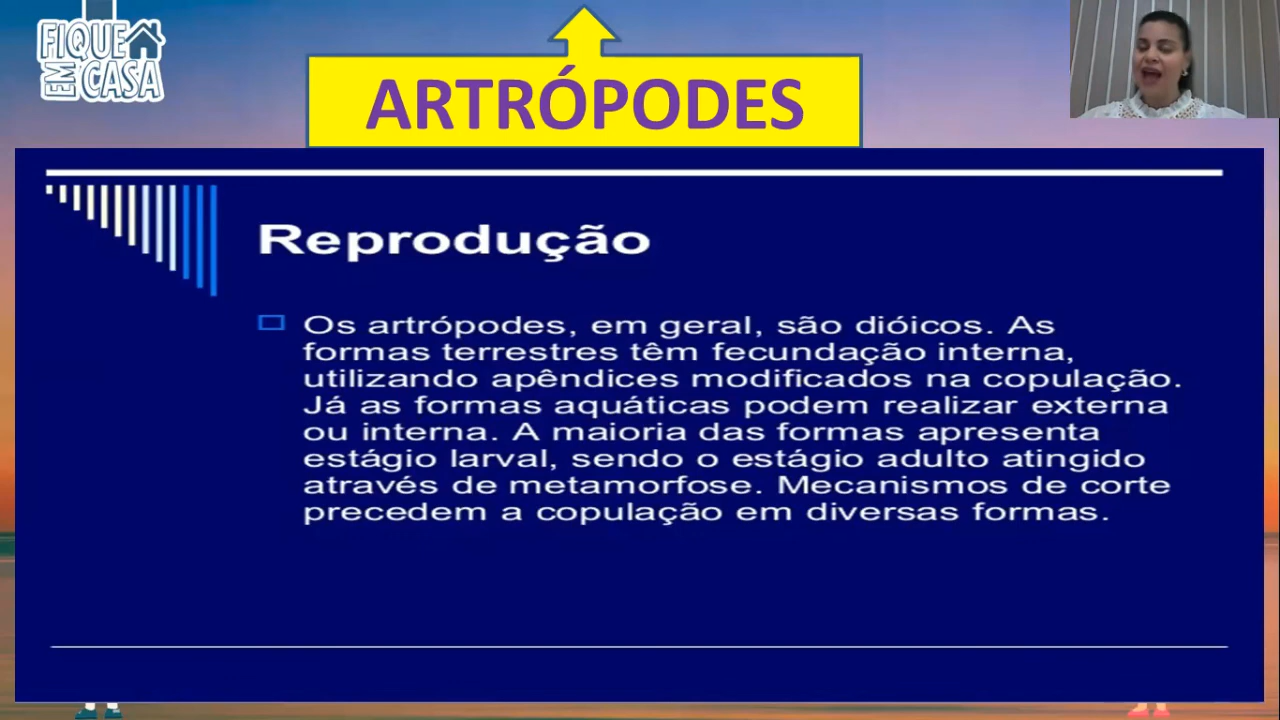 FIQUE
EM CASA
ARTRÓPODES
Reprodução
Os artrópodes, em geral, são dióicos. As
formas terrestres têm fecundação interna,
utilizando apêndices modificados na copulação.
Já as formas aquáticas podem realizar externa
ou interna. A maioria das formas apresenta
estágio larval, sendo o estágio adulto atingido
através de metamorfose. Mecanismos de corte
precedem a copulação em diversas formas.